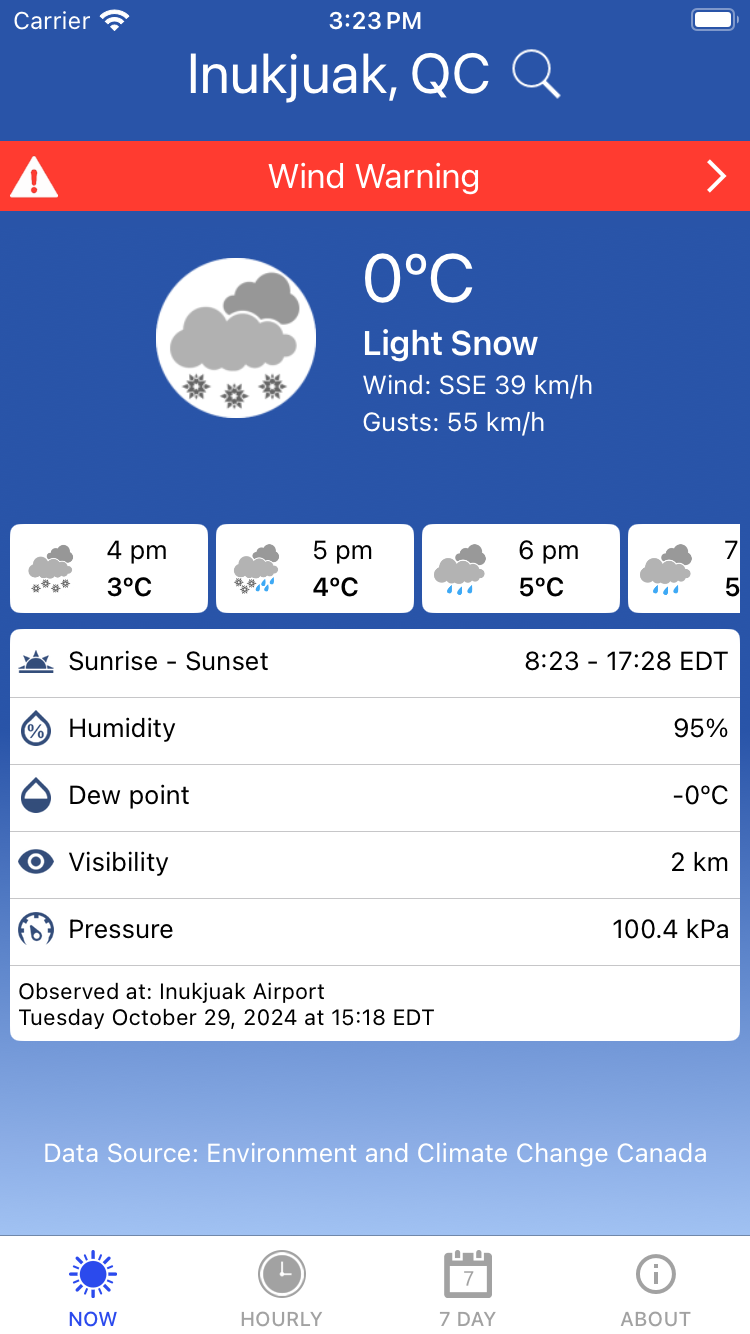 Carrier 3:23 PM
Inukjuak, QC
Wind Warning
0°C
Light Snow
Wind: SSE 39 km/h
Gusts: 55 km/h
4 pm 5 pm 6 pm 7
3°C 4°C 5°C 5
Sunrise - Sunset 8:23 - 17:28 EDT
% Humidity 95%
Dew point -0°C
Visibility 2 km
Pressure 100.4 kPa
Observed at: Inukjuak Airport
Tuesday October 29, 2024 at 15:18 EDT
Data Source: Environment and Climate Change Canada
7
NOW HOURLY 7 DAY ABOUT